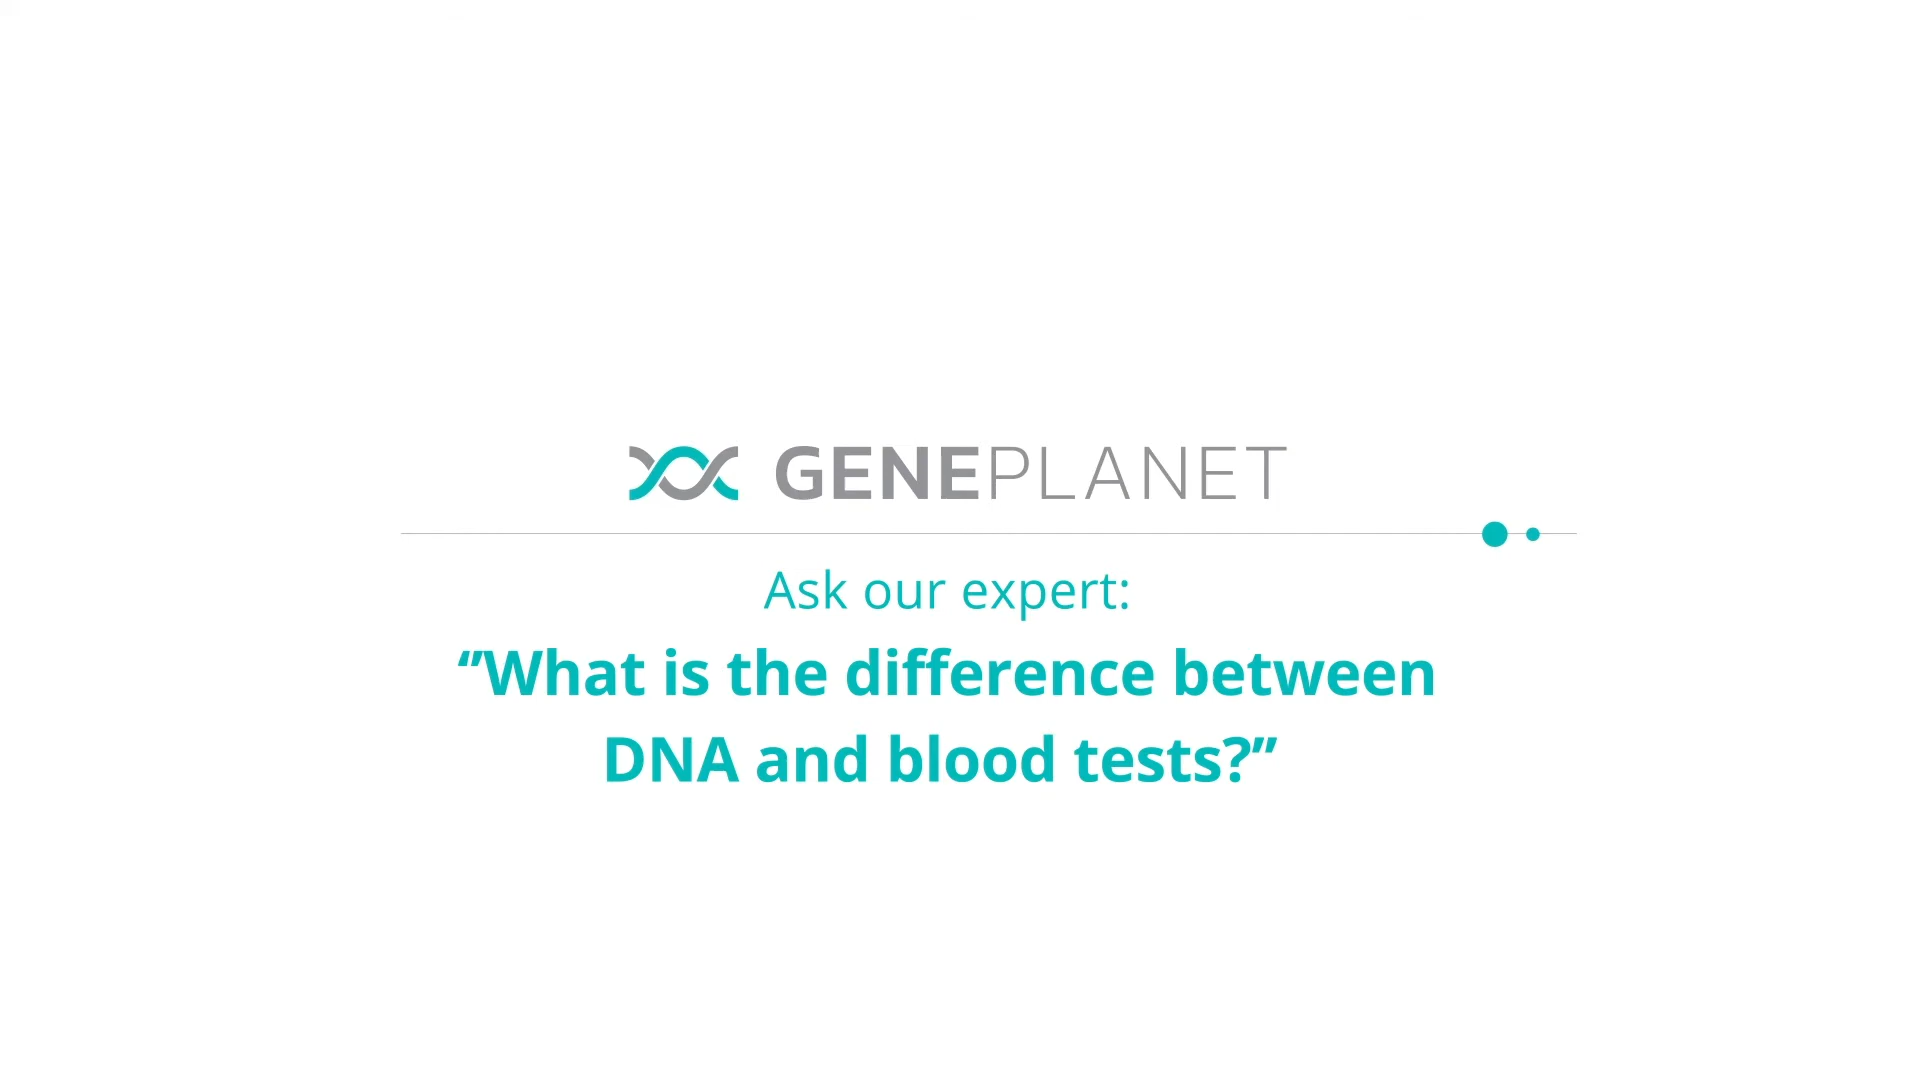 GENEPLANET
Ask our expert:
“What is the difference between
DNA and blood tests?”